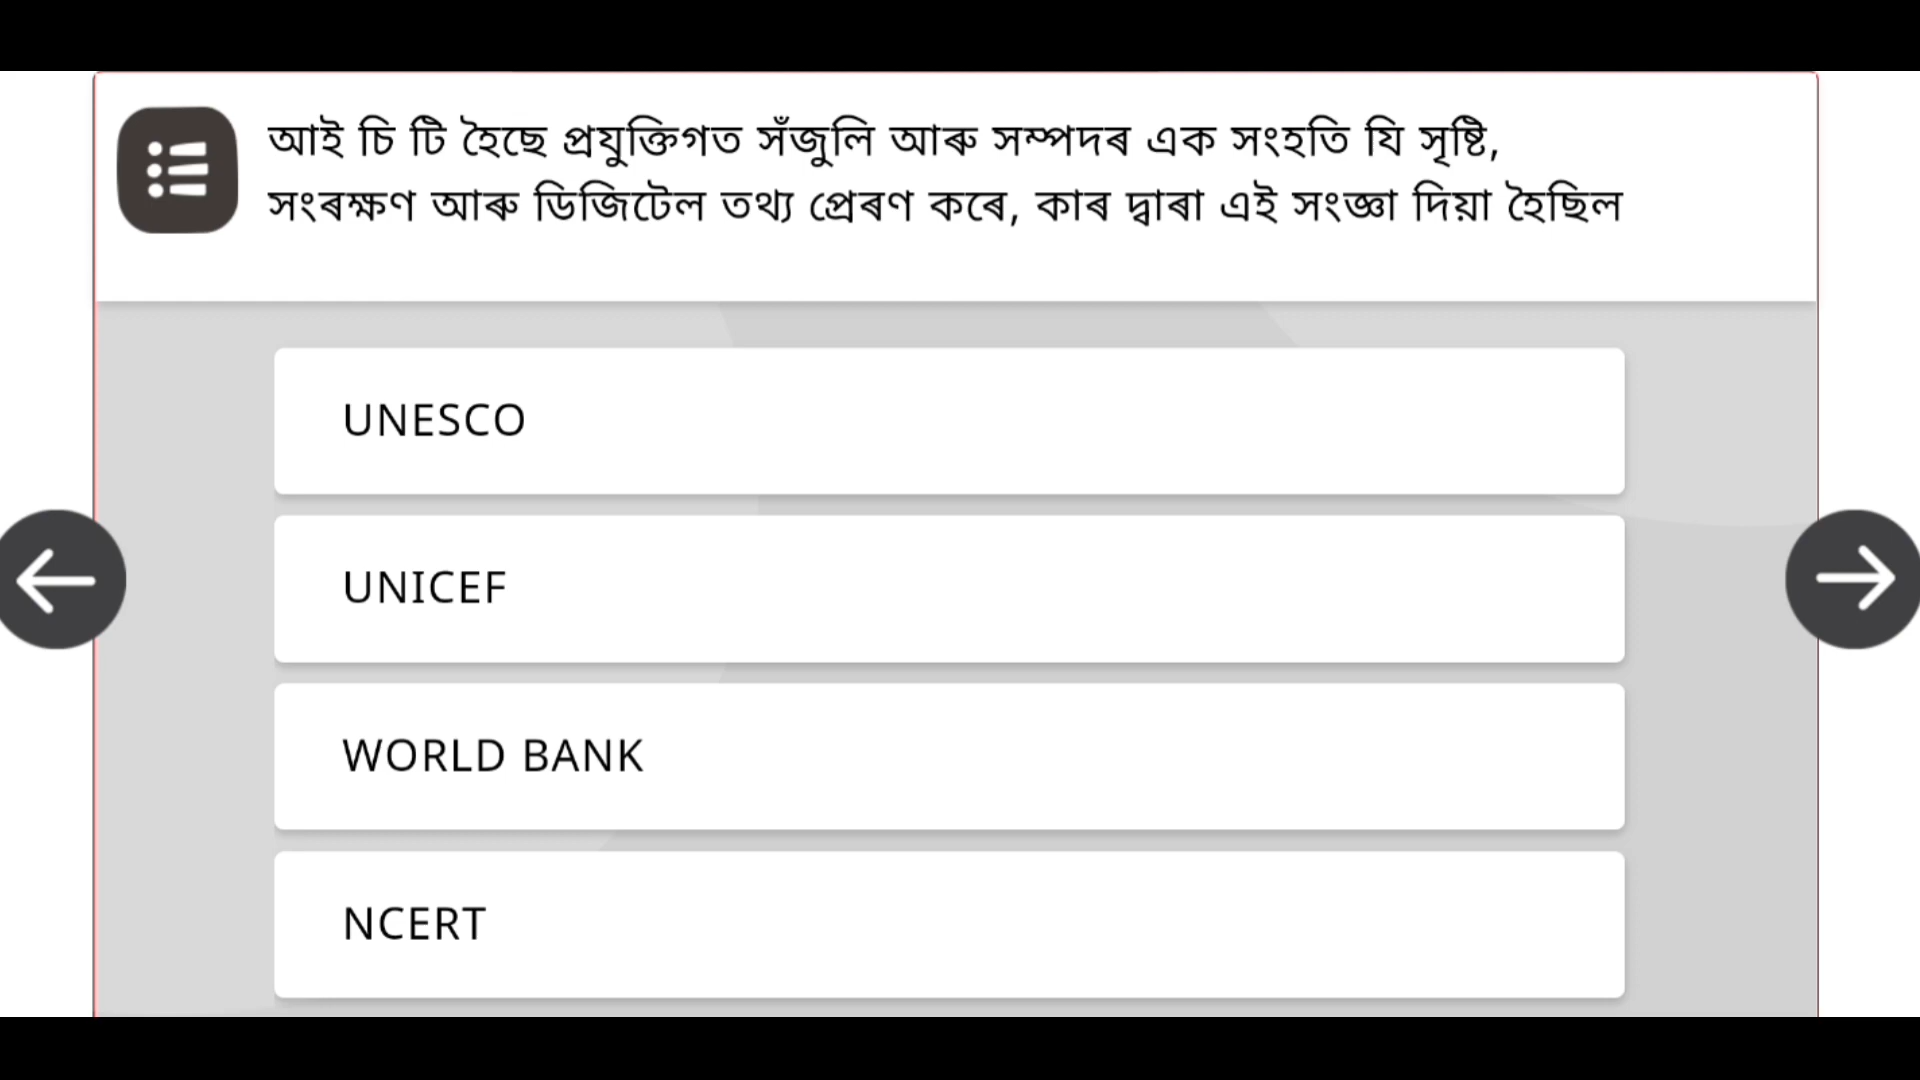 আই চি টি হৈছে প্ৰযুক্তিগত সঁজুলি আৰু সম্পদৰ এক সংহতি যি সৃষ্টি,
সংৰক্ষণ আৰু ডিজিটেল তথ্য প্ৰেৰণ কৰে, কাৰ দ্বাৰা এই সংজ্ঞা দিয়া হৈছিল
UNESCO
UNICEF
WORLD BANK
NCERT